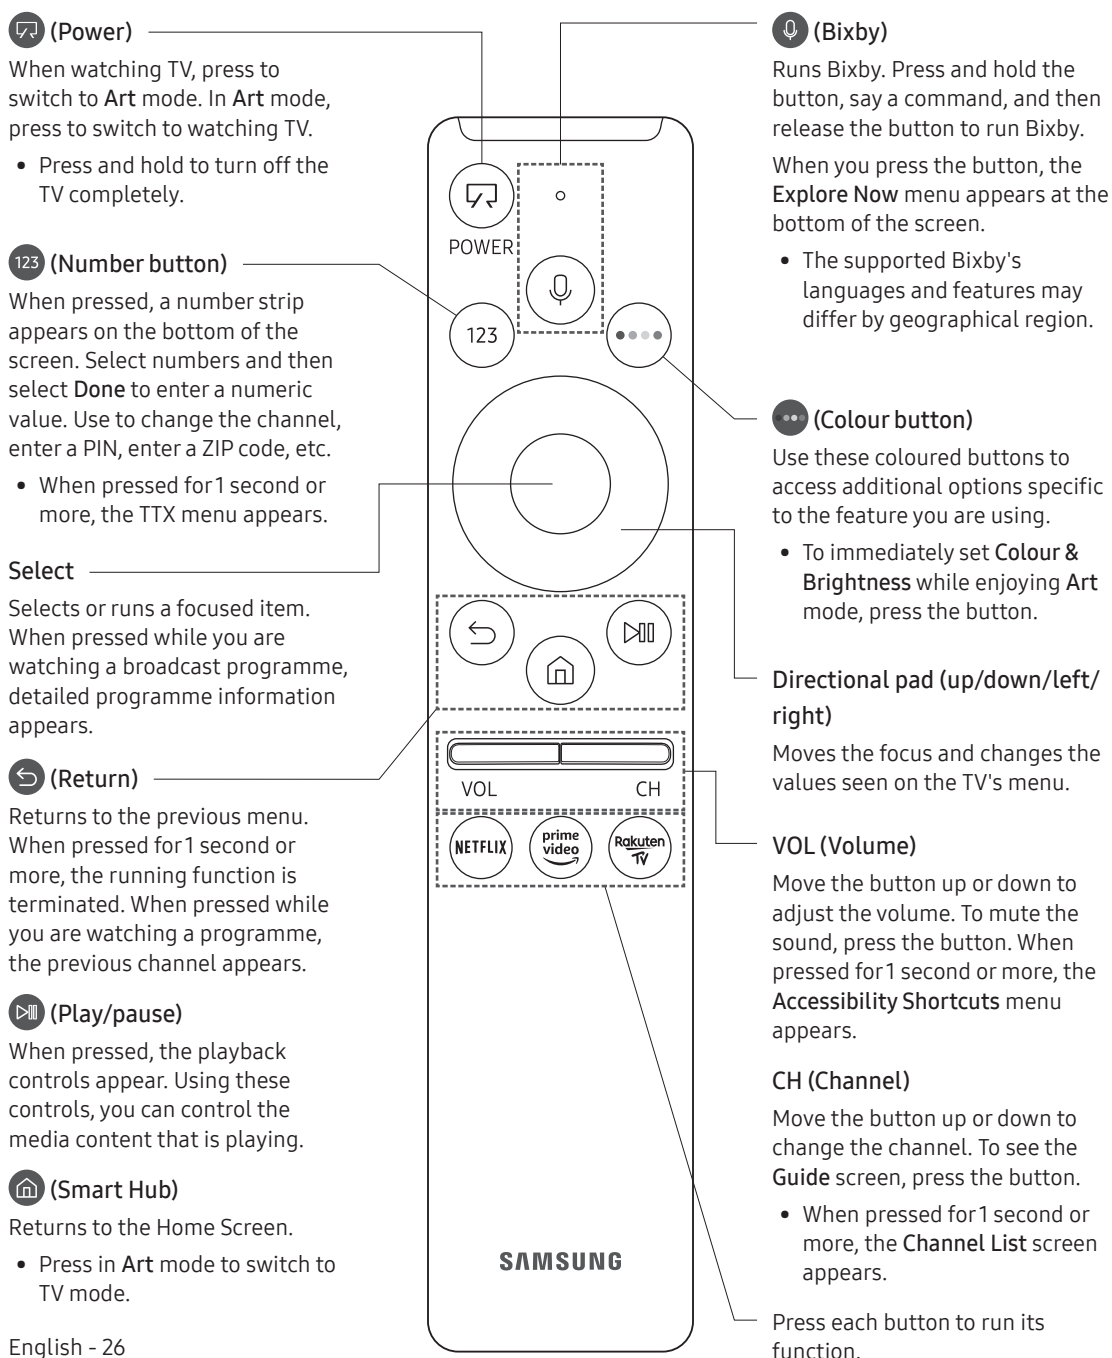 (Power)
When watching TV, press to
switch to Art mode. In Art mode,
press to switch to watching TV.
• Press and hold to turn off the
TV completely.
123 (Number button)
When pressed, a number strip
appears on the bottom of the
screen. Select numbers and then
select Done to enter a numeric
value. Use to change the channel,
enter a PIN, enter a ZIP code, etc.
• When pressed for 1 second or
more, the TTX menu appears.
Select
Selects or runs a focused item.
When pressed while you are
watching a broadcast programme,
detailed programme information
appears.
(Return)
Returns to the previous menu.
When pressed for 1 second or
more, the running function is
terminated. When pressed while
you are watching a programme,
the previous channel appears.
(Play/pause)
When pressed, the playback
controls appear. Using these
controls, you can control the
media content that is playing.
(Smart Hub)
Returns to the Home Screen.
• Press in Art mode to switch to
TV mode.
English - 26
POWER
123
VOL
CH
NETFLIX
prime
video
Rakuten
TV
SAMSUNG
(Bixby)
Runs Bixby. Press and hold the
button, say a command, and then
release the button to run Bixby.
When you press the button, the
Explore Now menu appears at the
bottom of the screen.
• The supported Bixby's
languages and features may
differ by geographical region.
(Colour button)
Use these coloured buttons to
access additional options specific
to the feature you are using.
• To immediately set Colour &
Brightness while enjoying Art
mode, press the button.
Directional pad (up/down/left/
right)
Moves the focus and changes the
values seen on the TV's menu.
VOL (Volume)
Move the button up or down to
adjust the volume. To mute the
sound, press the button. When
pressed for 1 second or more, the
Accessibility Shortcuts menu
appears.
CH (Channel)
Move the button up or down to
change the channel. To see the
Guide screen, press the button.
• When pressed for 1 second or
more, the Channel List screen
appears.
Press each button to run its
function.